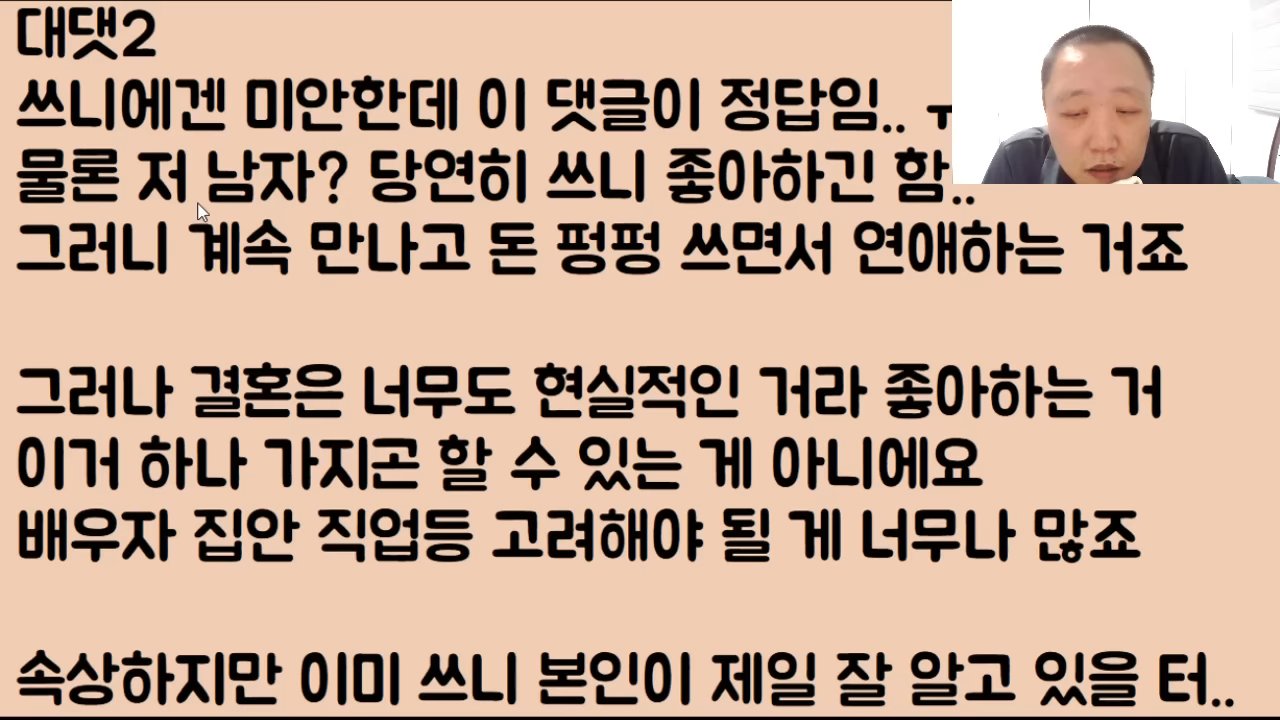 대댓2
쓰니에겐 미안한데 이 댓글이 정답임..
물론 저 남자? 당연히 쓰니 좋아하긴 함..
그러니 계속 만나고 돈 펑펑 쓰면서 연애하는 거죠
그러나 결혼은 너무도 현실적인 거라 좋아하는 거
이거 하나 가지곤 할 수 있는 게 아니에요
배우자 집안 직업등 고려해야 될 게 너무나 많죠
속상하지만 이미 쓰니 본인이 제일 잘 알고 있을 터..